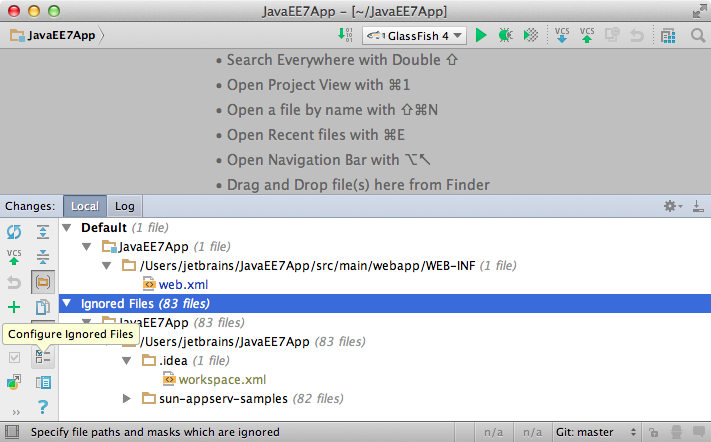 JavaEE7App - [~/JavaEE7App]
JavaEE7App
GlassFish 4
VCS VCS
• Search Everywhere with Double ⇧
• Open Project View with ⌘1
• Open a file by name with ⇧⌘N
• Open Recent files with ⌘E
• Open Navigation Bar with ⌥↖
• Drag and Drop file(s) here from Finder
Changes: Local Log
Default (1 file)
JavaEE7App (1 file)
VCS
/Users/jetbrains/JavaEE7App/src/main/webapp/WEB-INF (1 file)
web.xml
Ignored Files (83 files)
JavaEE7App (83 files)
Configure Ignored Files
/Users/jetbrains/JavaEE7App (83 files)
.idea (1 file)
workspace.xml
sun-appserv-samples (82 files)
Specify file paths and masks which are ignored n/a n/a Git: master